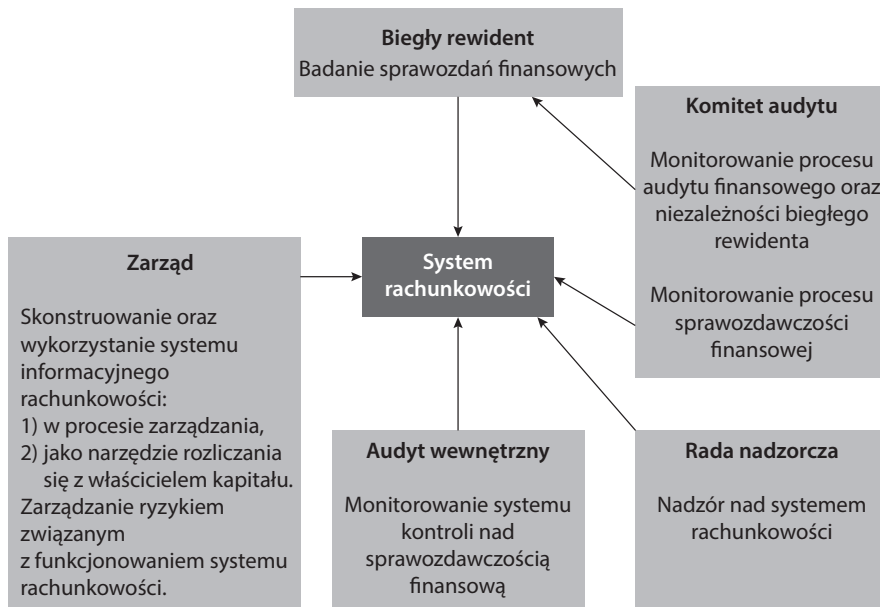 Biegły rewident
Badanie sprawozdań finansowych
Komitet audytu
Monitorowanie procesu
audytu finansowego oraz
niezależności biegłego
rewidenta
Monitorowanie procesu
sprawozdawczości
finansowej
Zarząd
Skonstruowanie oraz
wykorzystanie systemu
informacyjnego
rachunkowości:
1) w procesie zarządzania,
2) jako narzędzie rozliczania
się z właścicielem kapitału.
Zarządzanie ryzykiem
związanym
z funkcjonowaniem systemu
rachunkowości.
System
rachunkowości
Audyt wewnętrzny
Monitorowanie systemu
kontroli nad
sprawozdawczością
finansową
Rada nadzorcza
Nadzór nad systemem
rachunkowości